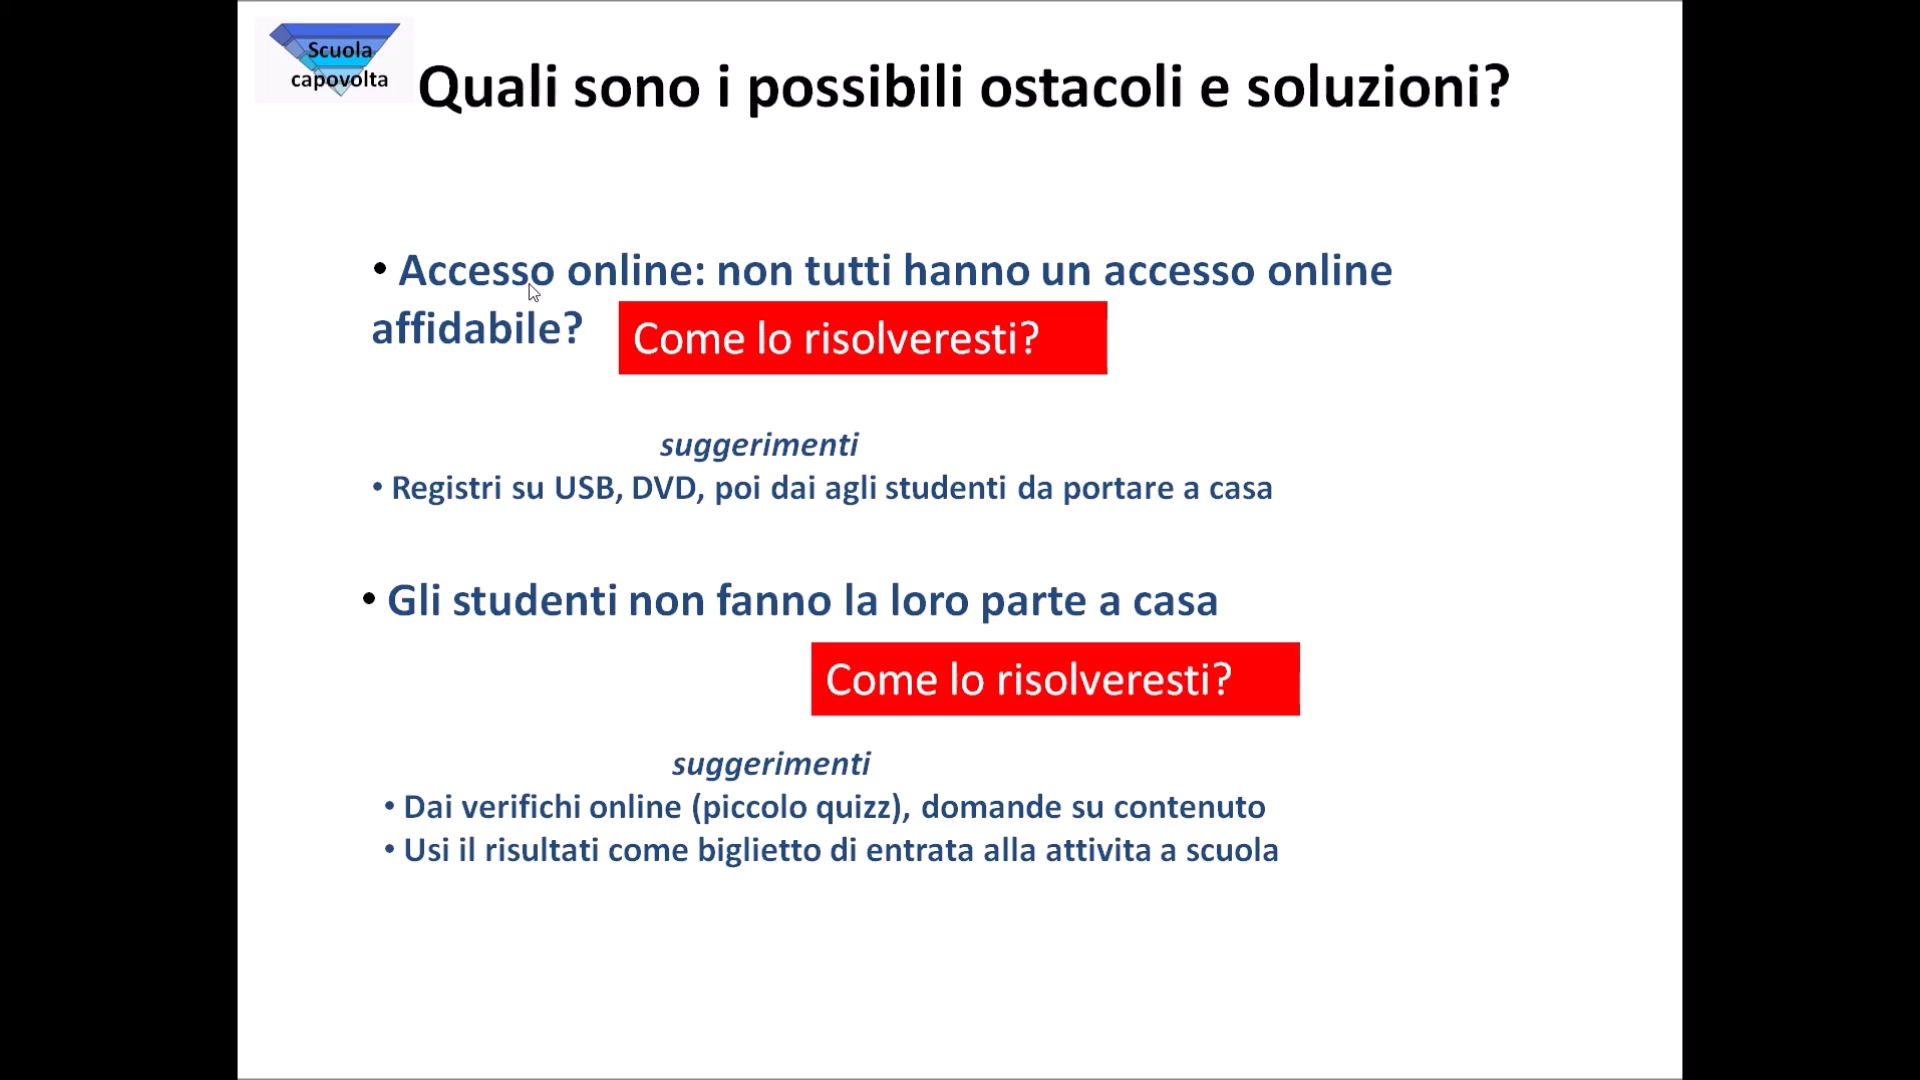 Scuola
capovolta
Quali sono i possibili ostacoli e soluzioni?
• Accesso online: non tutti hanno un accesso online
affidabile?
Come lo risolveresti?
suggerimenti
• Registri su USB, DVD, poi dai agli studenti da portare a casa
• Gli studenti non fanno la loro parte a casa
Come lo risolveresti?
suggerimenti
• Dai verifichi online (piccolo quizz), domande su contenuto
• Usi il risultati come biglietto di entrata alla attivita a scuola